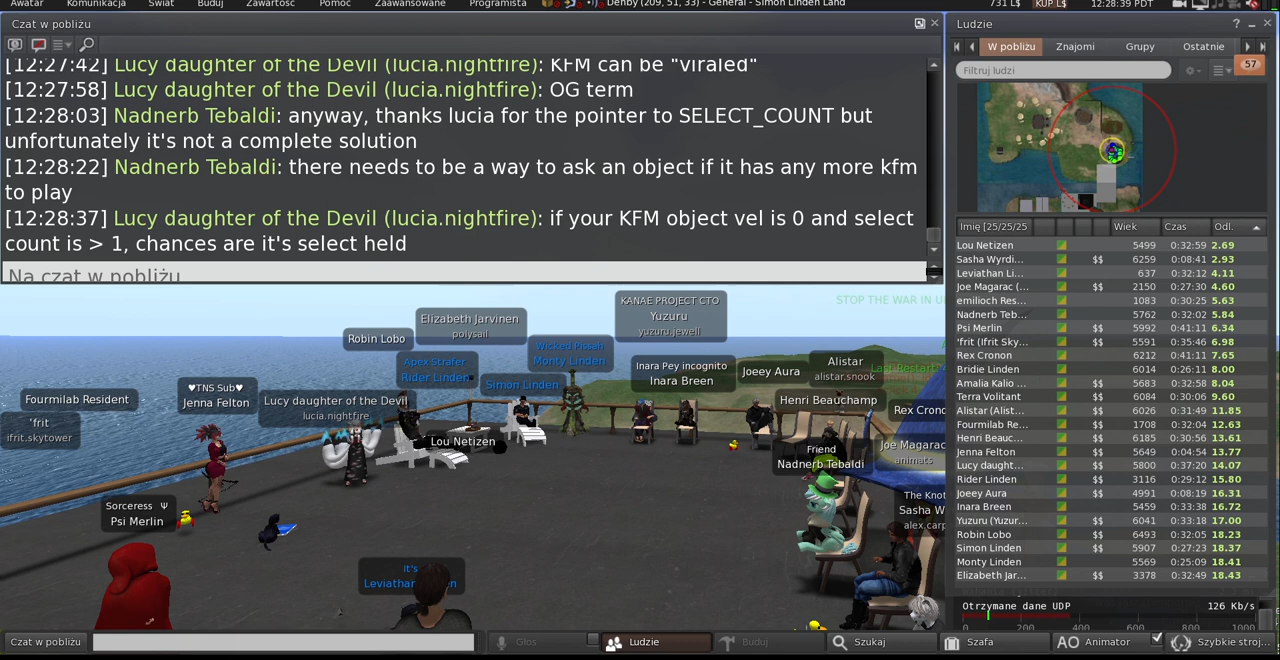 Awatar Komunikacja Świat Buduj Zawartość Pomoc Zaawansowane Programista Denby (209, 51, 33) - General - Simon Linden Land 731 L$ KUP L$ 12:28:39 PDT
Czat w pobliżu
[12:27:42] Lucy daughter of the Devil (lucia.nightfire): KFM can be "viraled"
[12:27:58] Lucy daughter of the Devil (lucia.nightfire): OG term
[12:28:03] Nadnerb Tebaldi: anyway, thanks lucia for the pointer to SELECT_COUNT but
unfortunately it's not a complete solution
[12:28:22] Nadnerb Tebaldi: there needs to be a way to ask an object if it has any more kfm
to play
[12:28:37] Lucy daughter of the Devil (lucia.nightfire): if your KFM object vel is 0 and select
count is > 1, chances are it's select held
Na czat w pobliżu
STOP THE WAR IN U
KANAE PROJECT CTO
Yuzuru
yuzuru.jewell
Elizabeth Jarvinen
polysail
Robin Lobo
Wicked Pissah
Monty Linden
Apex Strafer
Rider Linden
Simon Linden
Inara Pey incognito
Inara Breen
Joeey Aura
Alistar
alistar.snook
Last Restart:
♥TNS Sub♥
Jenna Felton
Fourmilab Resident
'frit
ifrit.skytower
Lucy daughter of the Devil
lucia.nightfire
Henri Beauchamp
Rex Crono
Lou Netizen
Joe Magarac
animats
Friend
Nadnerb Tebaldi
The Knot
Sasha W
alex.carp
Sorceress Ψ
Psi Merlin
It's
Leviathan
Ludzie
W pobliżu Znajomi Grupy Ostatnie
57
Filtruj ludzi
Imię [25/25/25 Wiek Czas Odl.
Lou Netizen 5499 0:32:59 2.69
Sasha Wyrdi... $$ 6259 0:08:41 2.93
Leviathan Li... 637 0:32:12 4.11
Joe Magarac (... $$ 2150 0:27:30 4.60
emilioch Res... 1083 0:30:25 5.63
Nadnerb Teb... 5762 0:32:02 5.84
Psi Merlin $$ 5992 0:41:11 6.34
'frit (Ifrit Sky... $$ 5591 0:35:46 6.98
Rex Cronon 6212 0:41:11 7.65
Bridie Linden 6014 0:26:11 8.00
Amalia Kalio ... $$ 5683 0:32:58 8.04
Terra Volitant $$ 6084 0:30:06 9.60
Alistar (Alist... $$ 6026 0:31:49 11.85
Fourmilab Re... $$ 1708 0:32:04 12.63
Henri Beauc... $$ 6185 0:30:56 13.61
Jenna Felton $$ 5649 0:04:54 13.77
Lucy daught... $$ 5800 0:37:20 14.07
Rider Linden $$ 3116 0:29:12 15.80
Joeey Aura $$ 4991 0:08:19 16.31
Inara Breen 5459 0:33:38 16.72
Yuzuru (Yuzur... $$ 6041 0:33:18 17.00
Robin Lobo $$ 6493 0:32:05 18.23
Simon Linden $$ 5907 0:27:23 18.37
Monty Linden 5569 0:25:09 18.41
Elizabeth Jar... $$ 3378 0:32:49 18.43
Otrzymane dane UDP 126 Kb/s
0 200 400 600 800 1000
Czat w pobliżu Głos Ludzie Buduj Szukaj Szafa AO Animator Szybkie stroj...